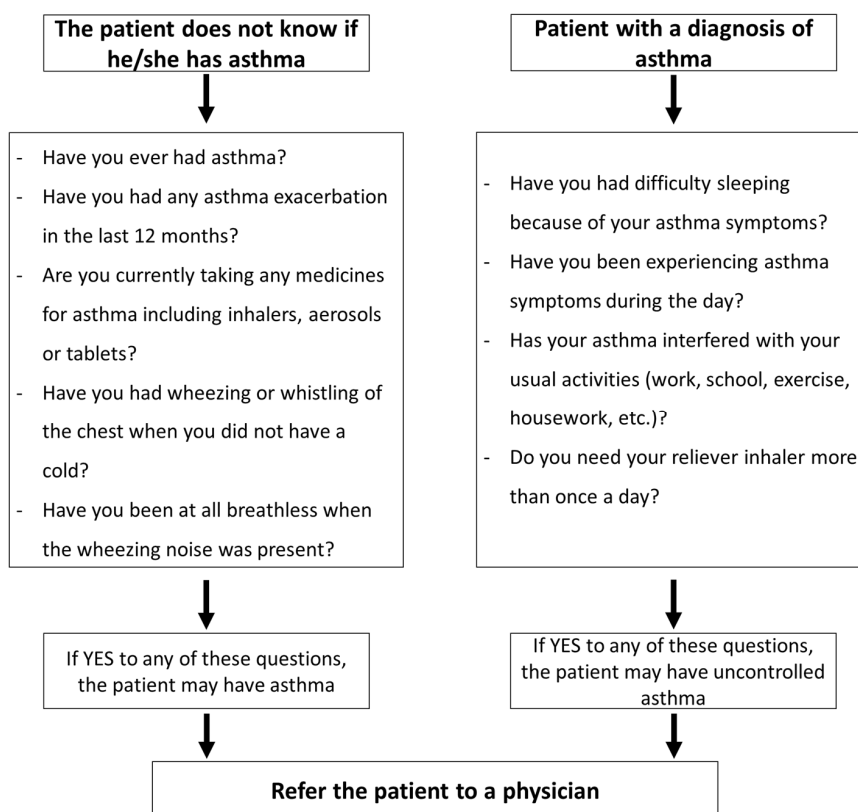 The patient does not know if
he/she has asthma
- Have you ever had asthma?
- Have you had any asthma exacerbation
in the last 12 months?
- Are you currently taking any medicines
for asthma including inhalers, aerosols
or tablets?
- Have you had wheezing or whistling of
the chest when you did not have a
cold?
- Have you been at all breathless when
the wheezing noise was present?
If YES to any of these questions,
the patient may have asthma
Patient with a diagnosis of
asthma
- Have you had difficulty sleeping
because of your asthma symptoms?
- Have you been experiencing asthma
symptoms during the day?
- Has your asthma interfered with your
usual activities (work, school, exercise,
housework, etc.)?
- Do you need your reliever inhaler more
than once a day?
If YES to any of these questions,
the patient may have uncontrolled
asthma
Refer the patient to a physician